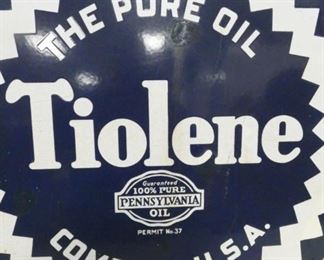 THE PURE OIL
Tiolene
Guaranteed
100% PURE
PENNSYLVANIA
OIL
PERMIT No. 37
U.S.A.